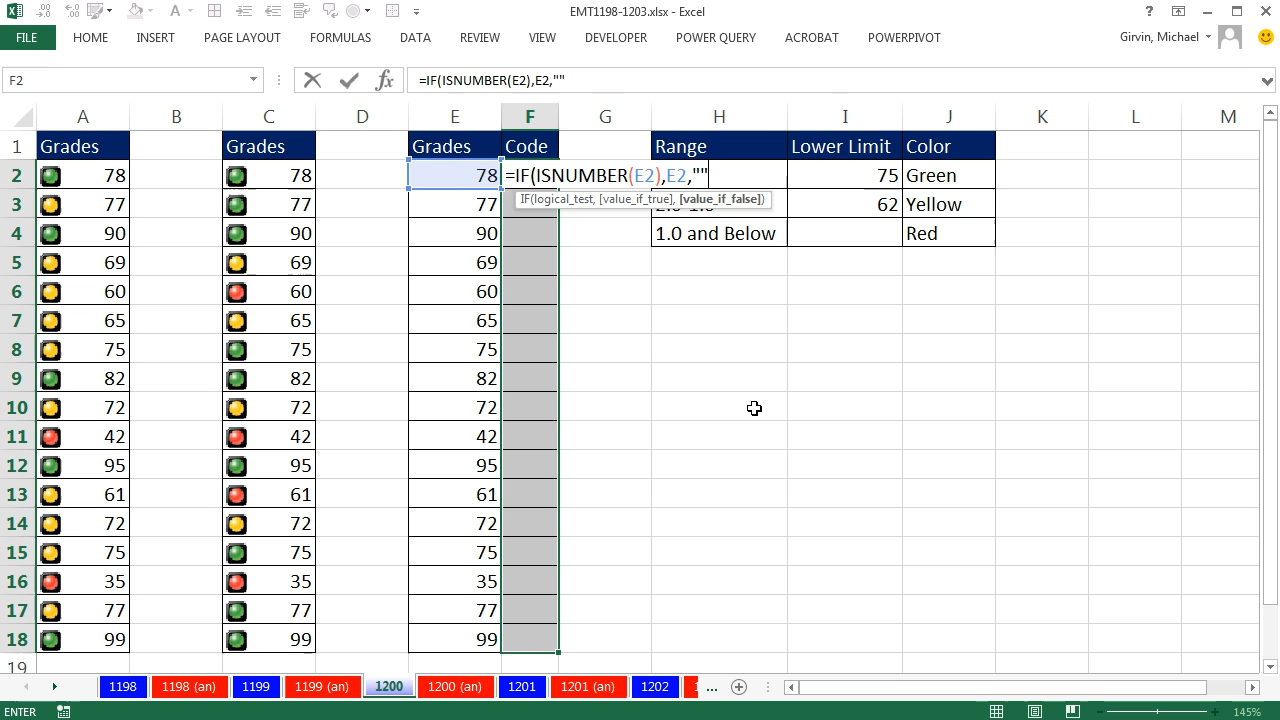 EMT1198-1203.xlsx - Excel
?
FILE HOME INSERT PAGE LAYOUT FORMULAS DATA REVIEW VIEW DEVELOPER POWER QUERY ACROBAT POWERPIVOT Girvin, Michael
F2 fx =IF(ISNUMBER(E2),E2,""
A B C D E F G H I J K L M
1 Grades Grades Grades Code Range Lower Limit Color
2 78 78 78 =IF(ISNUMBER(E2),E2,"" 75 Green
IF(logical_test, [value_if_true], [value_if_false])
3 77 77 77 62 Yellow
4 90 90 90 1.0 and Below Red
5 69 69 69
6 60 60 60
7 65 65 65
8 75 75 75
9 82 82 82
10 72 72 72
11 42 42 42
12 95 95 95
13 61 61 61
14 72 72 72
15 75 75 75
16 35 35 35
17 77 77 77
18 99 99 99
19
1198 1198 (an) 1199 1199 (an) 1200 1200 (an) 1201 1201 (an) 1202 ...
ENTER 145%